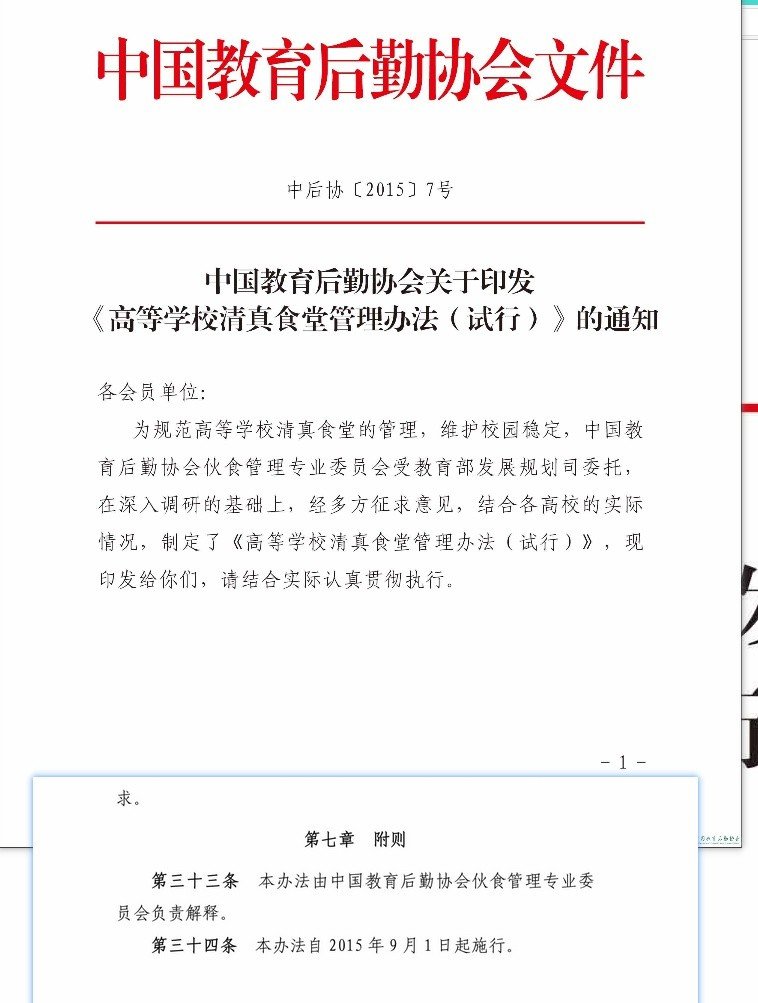 中国教育后勤协会文件
中后协〔2015〕7号
中国教育后勤协会关于印发
《高等学校清真食堂管理办法（试行）》的通知
各会员单位：
为规范高等学校清真食堂的管理，维护校园稳定，中国教
育后勤协会伙食管理专业委员会受教育部发展规划司委托，
在深入调研的基础上，经多方征求意见，结合各高校的实际
情况，制定了《高等学校清真食堂管理办法（试行）》，现
印发给你们，请结合实际认真贯彻执行。
- 1 -
求。
第七章 附则
第三十三条 本办法由中国教育后勤协会伙食管理专业委
员会负责解释。
第三十四条 本办法自 2015 年 9 月 1 日起施行。